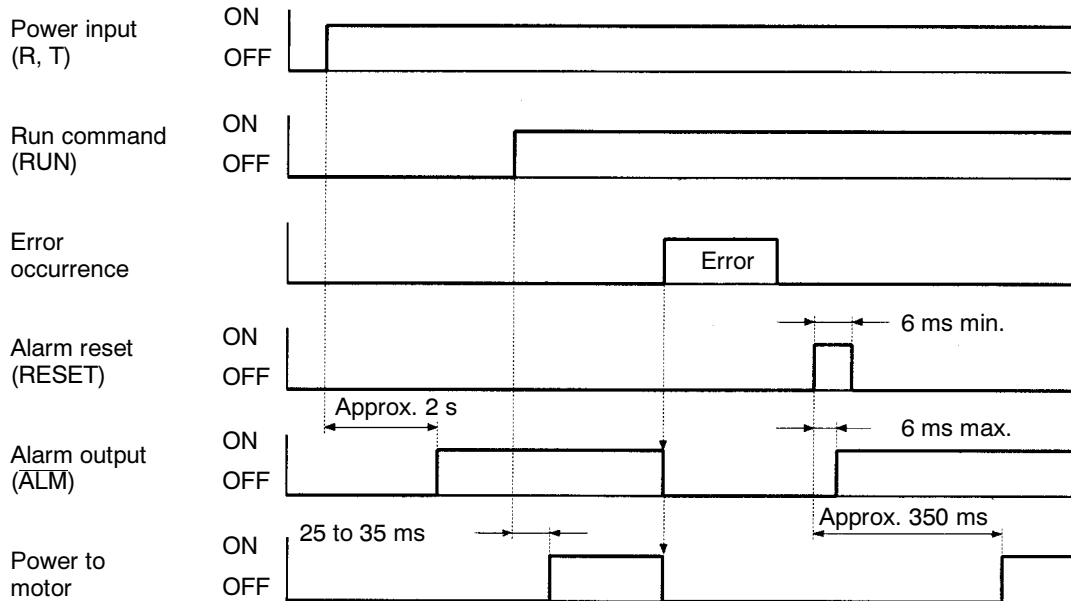 Power input
(R, T)
ON
OFF
Run command
(RUN)
ON
OFF
Error
occurrence
Error
Alarm reset
(RESET)
ON
OFF
6 ms min.
Approx. 2 s
Alarm output
(ALM)
ON
OFF
6 ms max.
25 to 35 ms
Approx. 350 ms
Power to
motor
ON
OFF